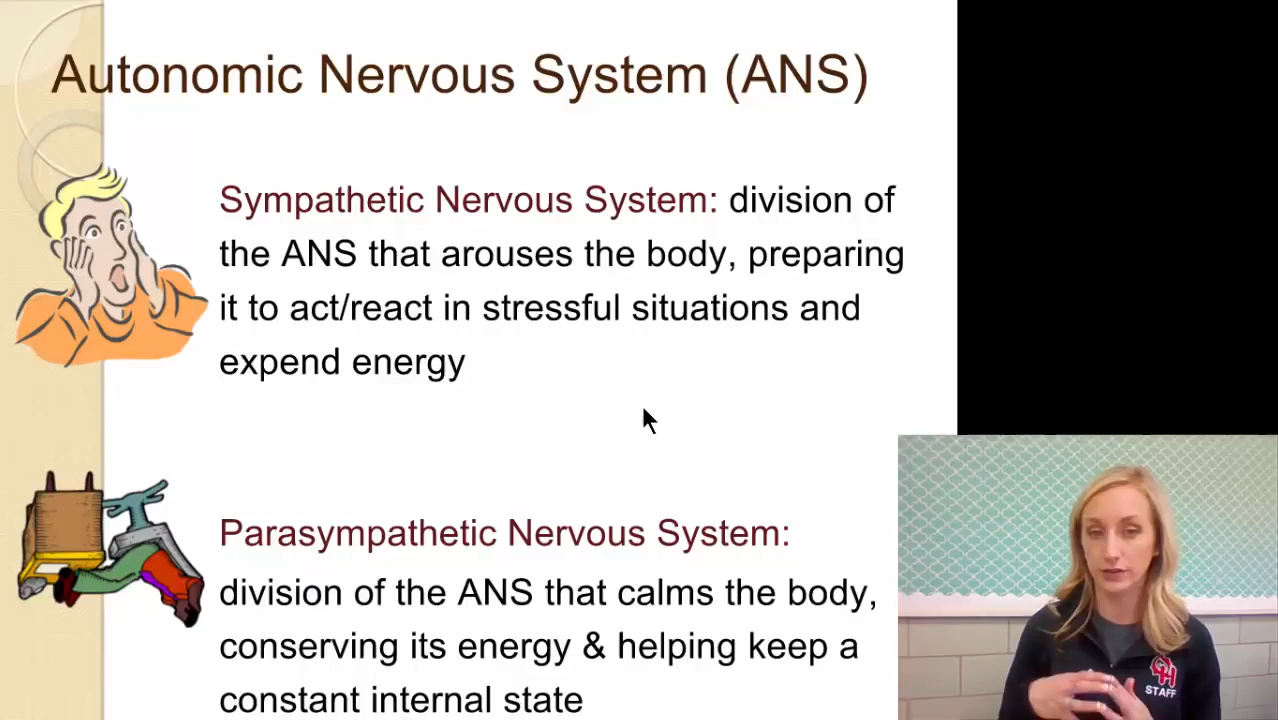 Autonomic Nervous System (ANS)
Sympathetic Nervous System: division of
the ANS that arouses the body, preparing
it to act/react in stressful situations and
expend energy
Parasympathetic Nervous System:
division of the ANS that calms the body,
conserving its energy & helping keep a
constant internal state
STAFF